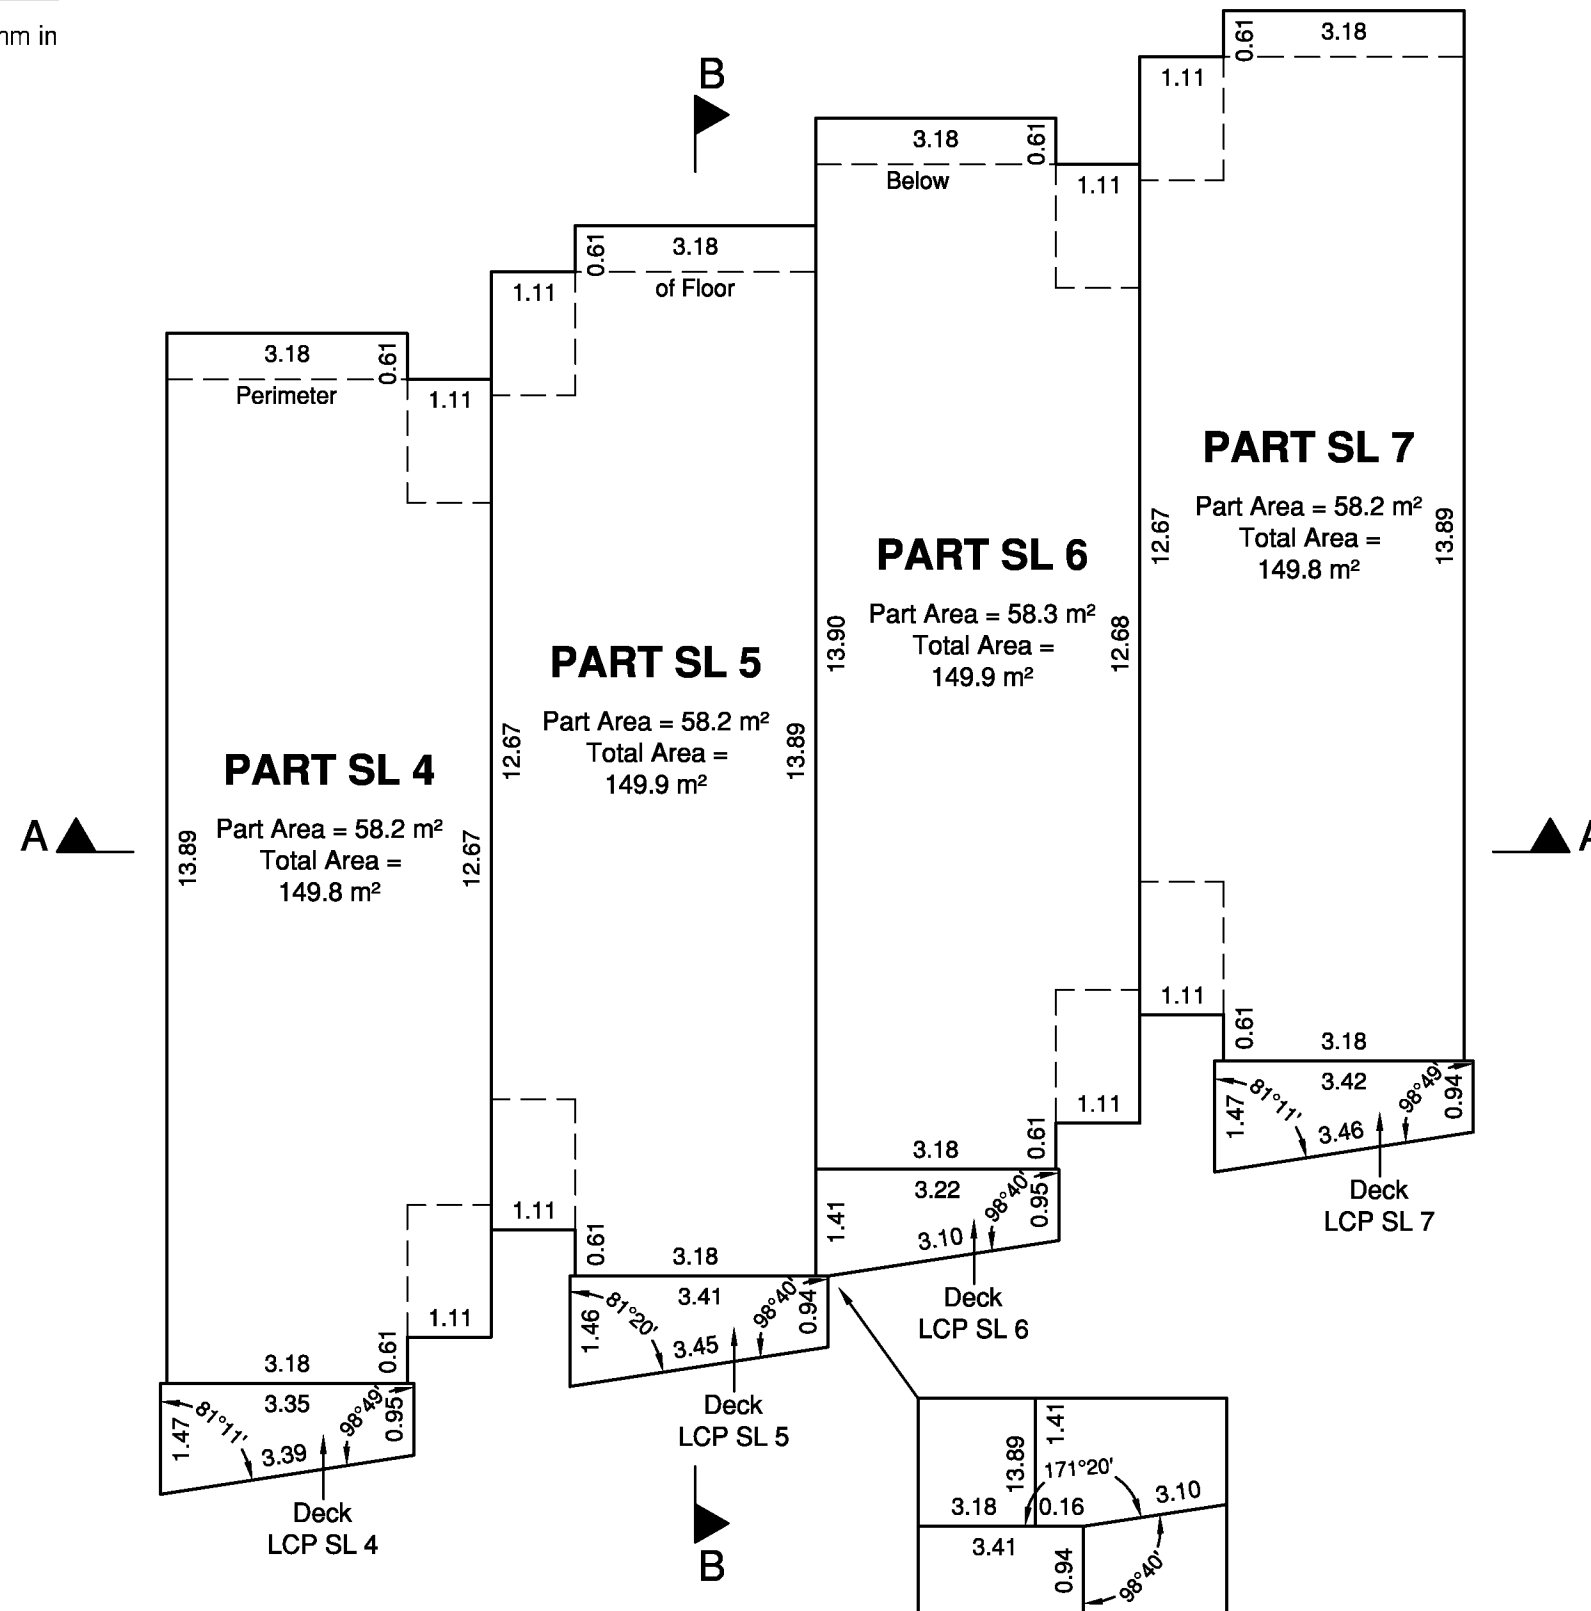 mm in
B
0.61
3.18
1.11
3.18
0.61
Below
1.11
0.61
3.18
1.11
of Floor
3.18
0.61
Perimeter
1.11
PART SL 7
Part Area = 58.2 m²
Total Area =
149.8 m²
12.67
13.89
PART SL 6
Part Area = 58.3 m²
Total Area =
149.9 m²
13.90
12.68
PART SL 5
Part Area = 58.2 m²
Total Area =
149.9 m²
12.67
13.89
PART SL 4
Part Area = 58.2 m²
Total Area =
149.8 m²
13.89
12.67
A
A
1.11
0.61
3.18
3.42
1.47
81°11'
98°49'
0.94
3.46
Deck
LCP SL 7
1.11
3.18
0.61
3.22
1.41
98°40'
0.95
3.10
Deck
LCP SL 6
1.11
0.61
3.18
3.41
1.46
81°20'
98°40'
0.94
3.45
Deck
LCP SL 5
1.11
3.18
0.61
3.35
1.47
81°11'
98°49'
0.95
3.39
Deck
LCP SL 4
B
1.41
13.89
171°20'
3.18
0.16
3.10
3.41
0.94
98°40'